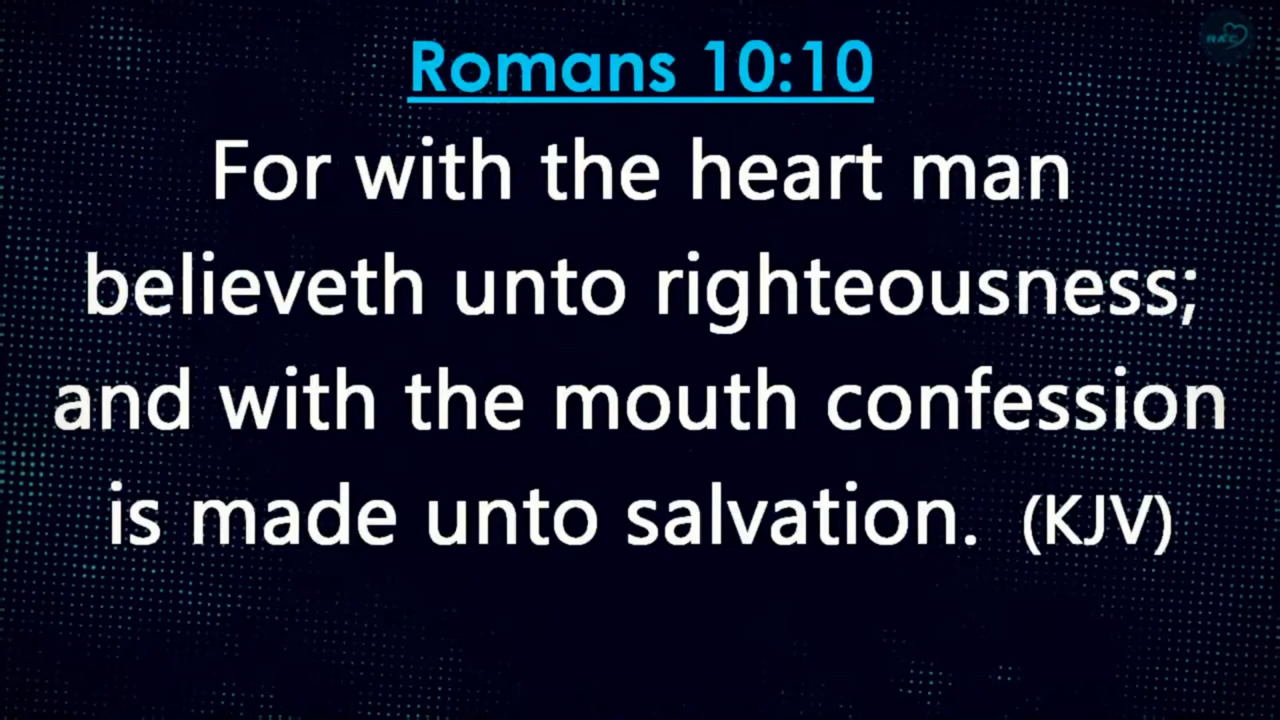 Romans 10:10
For with the heart man
believeth unto righteousness;
and with the mouth confession
is made unto salvation. (KJV)